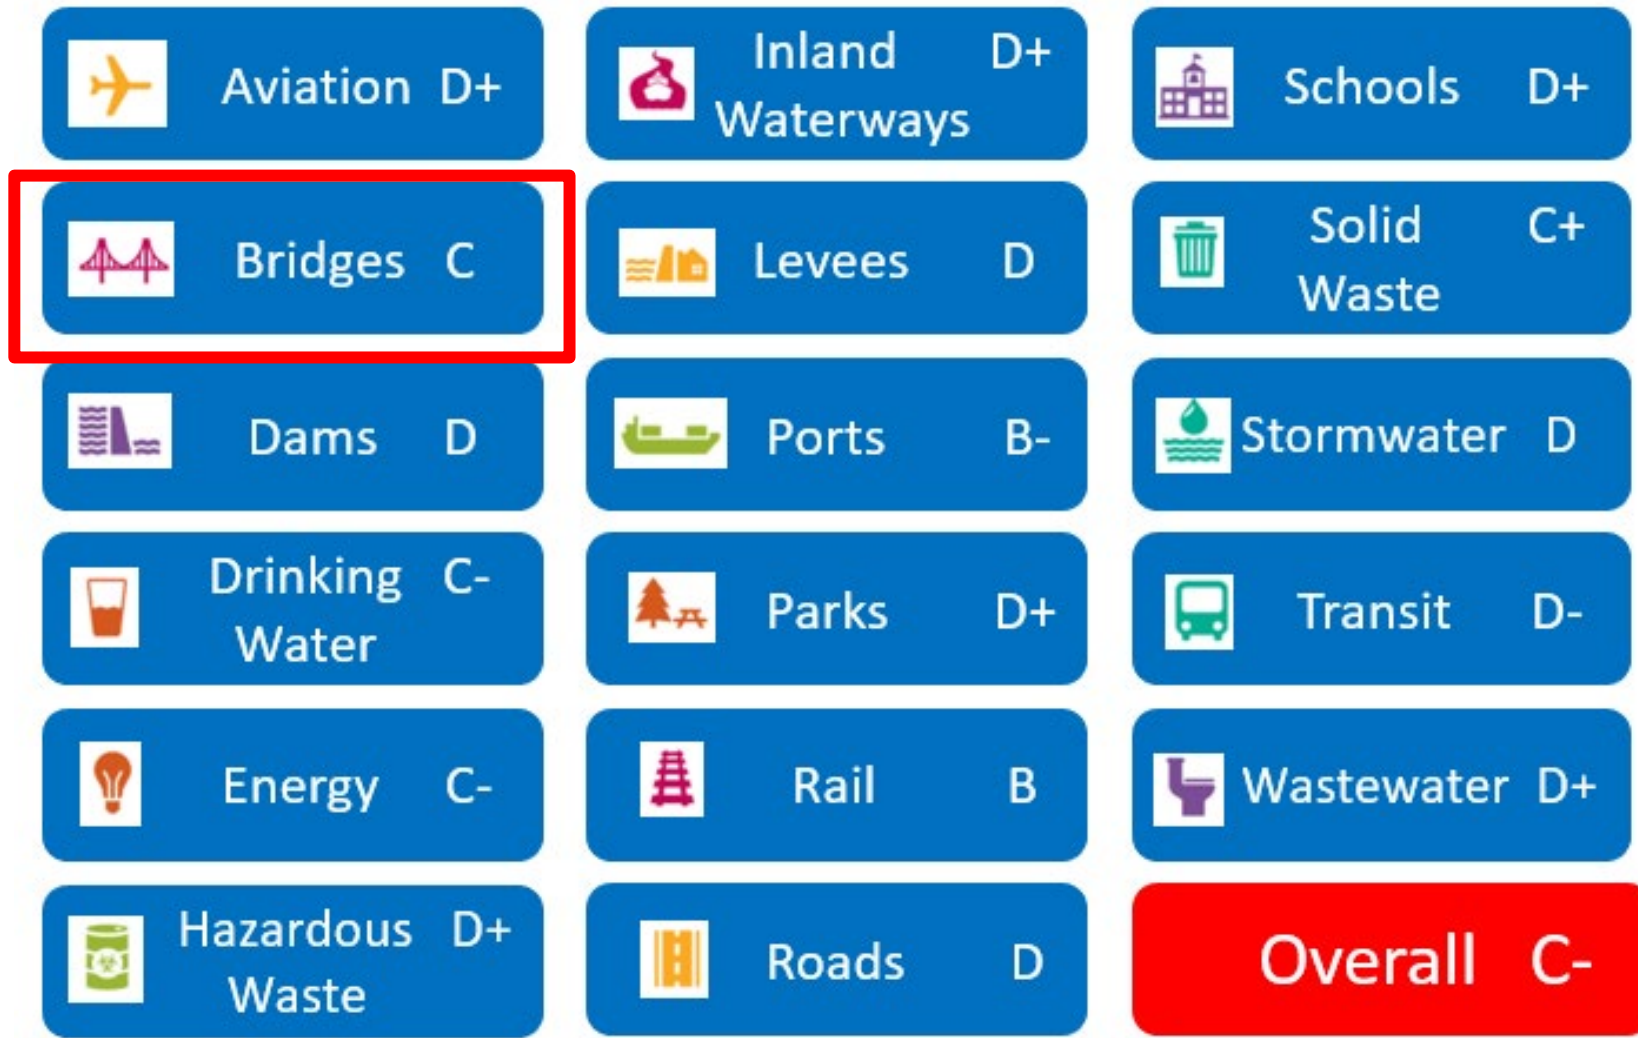 Aviation D+
Bridges C
Dams D
Drinking C-
Water
Energy C-
Hazardous D+
Waste
Inland D+
Waterways
Levees D
Ports B-
Parks D+
Rail B
Roads D
Schools D+
Solid C+
Waste
Stormwater D
Transit D-
Wastewater D+
Overall C-